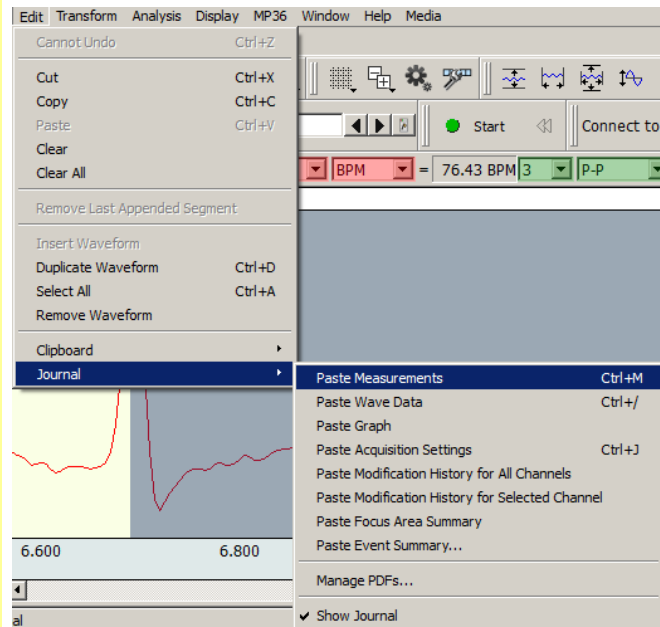 Edit Transform Analysis Display MP36 Window Help Media
Cannot Undo Ctrl+Z
Cut Ctrl+X
Copy Ctrl+C
Paste Ctrl+V
Clear
Clear All
Remove Last Appended Segment
Insert Waveform
Duplicate Waveform Ctrl+D
Select All Ctrl+A
Remove Waveform
Clipboard
Journal
Start Connect to
BPM = 76.43 BPM 3 P-P
Paste Measurements Ctrl+M
Paste Wave Data Ctrl+/
Paste Graph
Paste Acquisition Settings Ctrl+J
Paste Modification History for All Channels
Paste Modification History for Selected Channel
Paste Focus Area Summary
Paste Event Summary...
Manage PDFs...
Show Journal
6.600 6.800
al